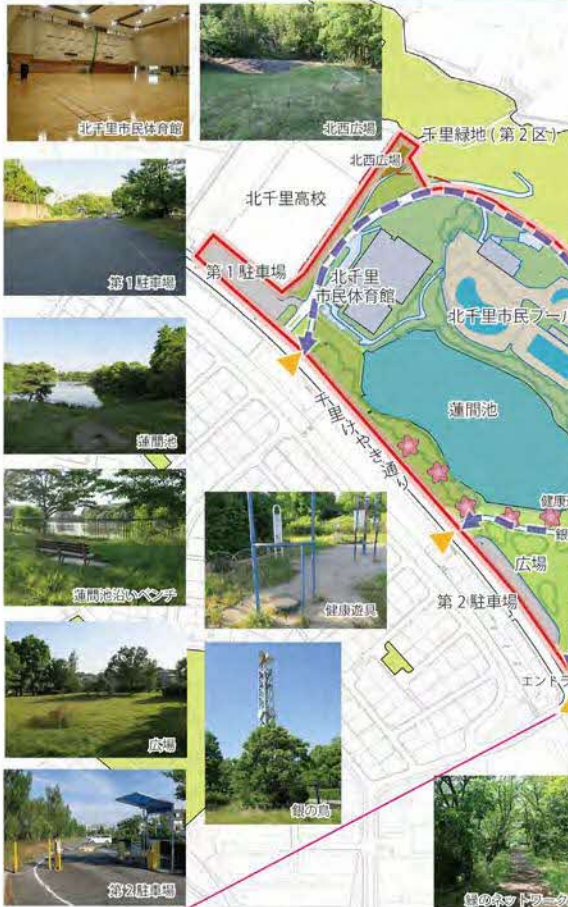 北千里市民体育館
北西広場
千里緑地(第2区)
北西広場
北千里高校
第1駐車場
第1駐車場
北千里
市民体育館
北千里市民プール
蓮間池
千里けやき通り
蓮間池
蓮間池沿いベンチ
健康遊具
広場
第2駐車場
広場
銀の鳥
第2駐車場
緑のネットワーク